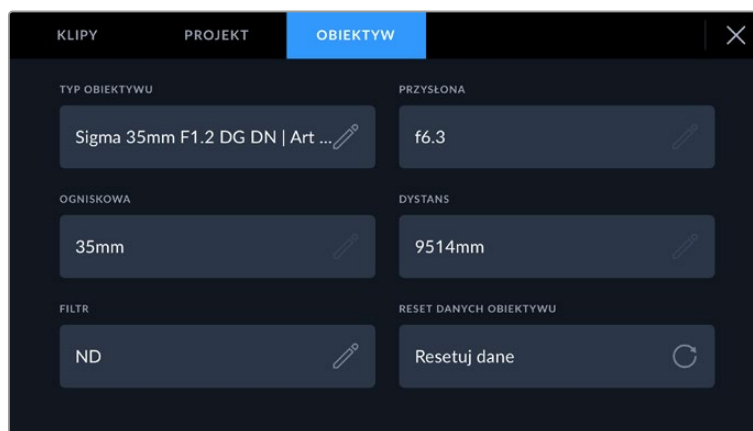 KLIPY PROJEKT OBIEKTYW
TYP OBIEKTYWU PRZYSŁONA
Sigma 35mm F1.2 DG DN | Art ... f6.3
OGNISKOWA DYSTANS
35mm 9514mm
FILTR RESET DANYCH OBIEKTYWU
ND Resetuj dane